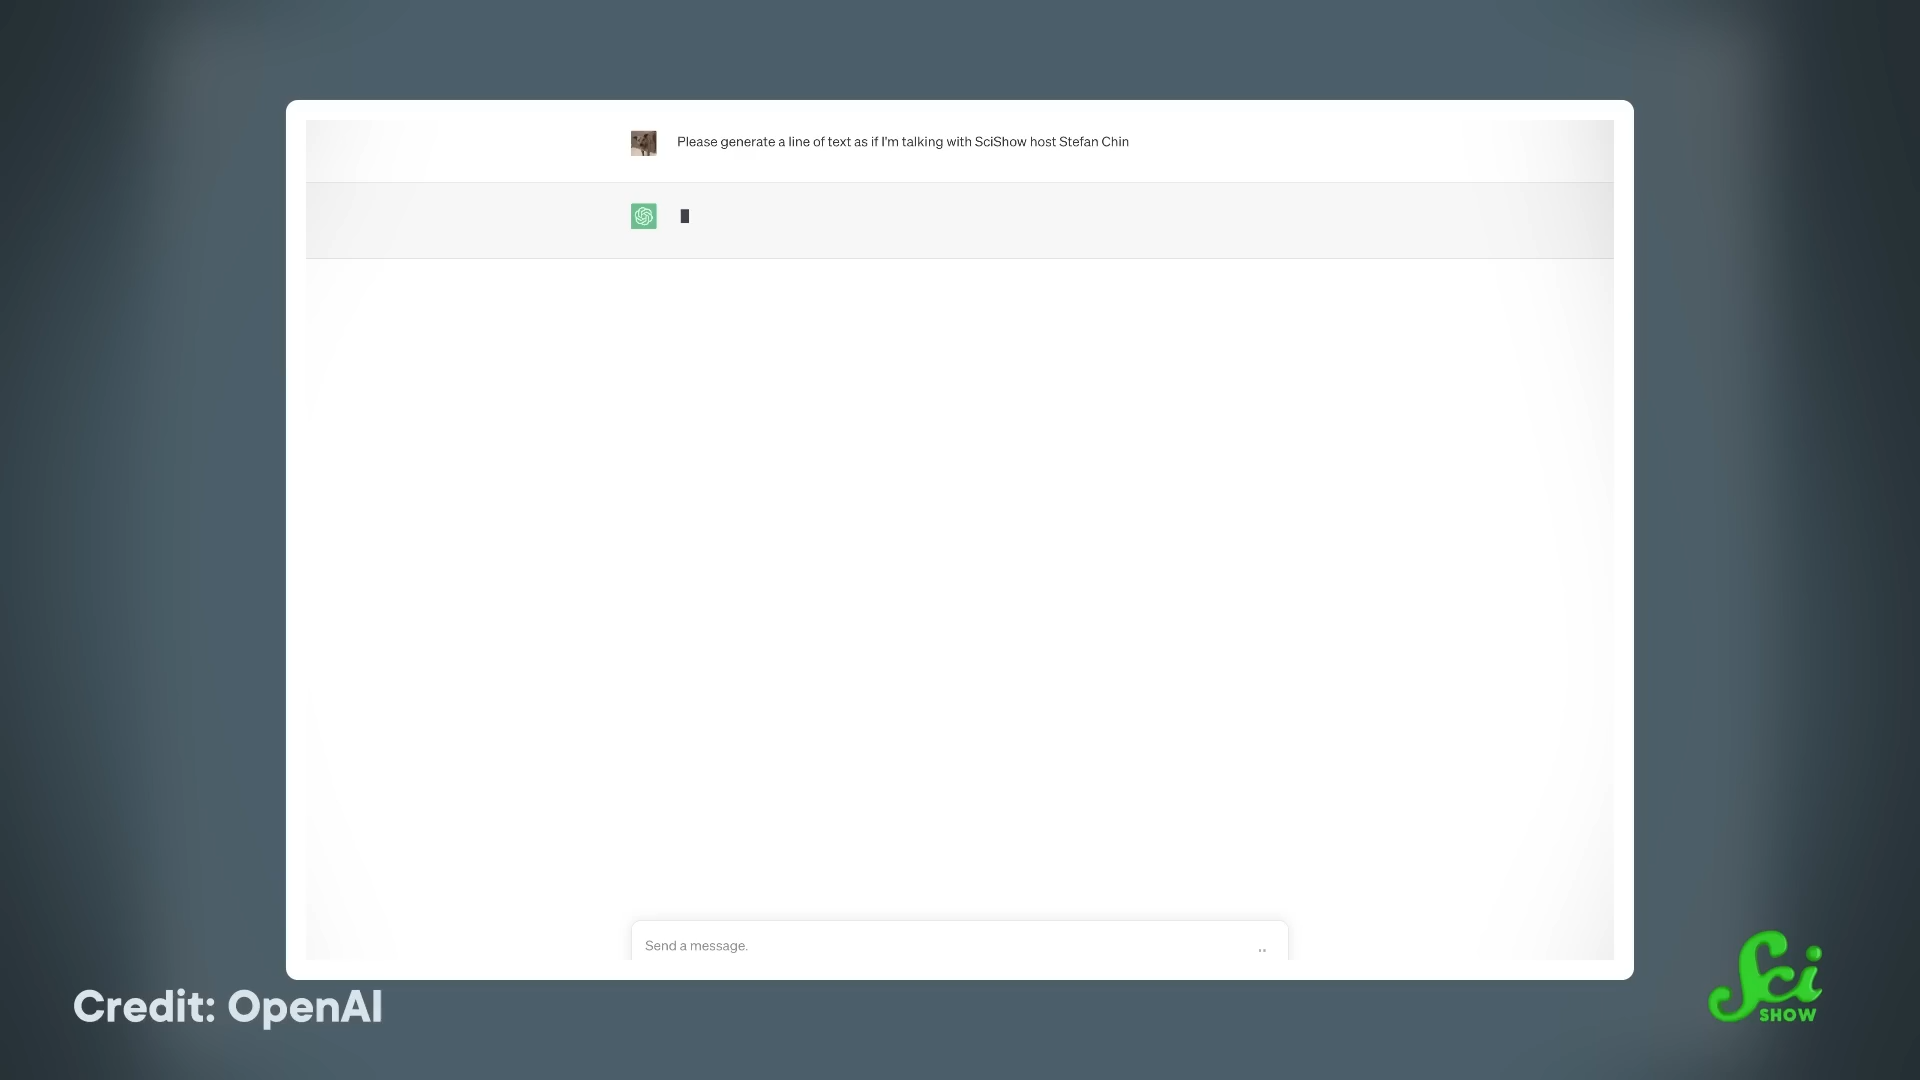 Please generate a line of text as if I'm talking with SciShow host Stefan Chin
Send a message.
Credit: OpenAI
Sci
SHOW